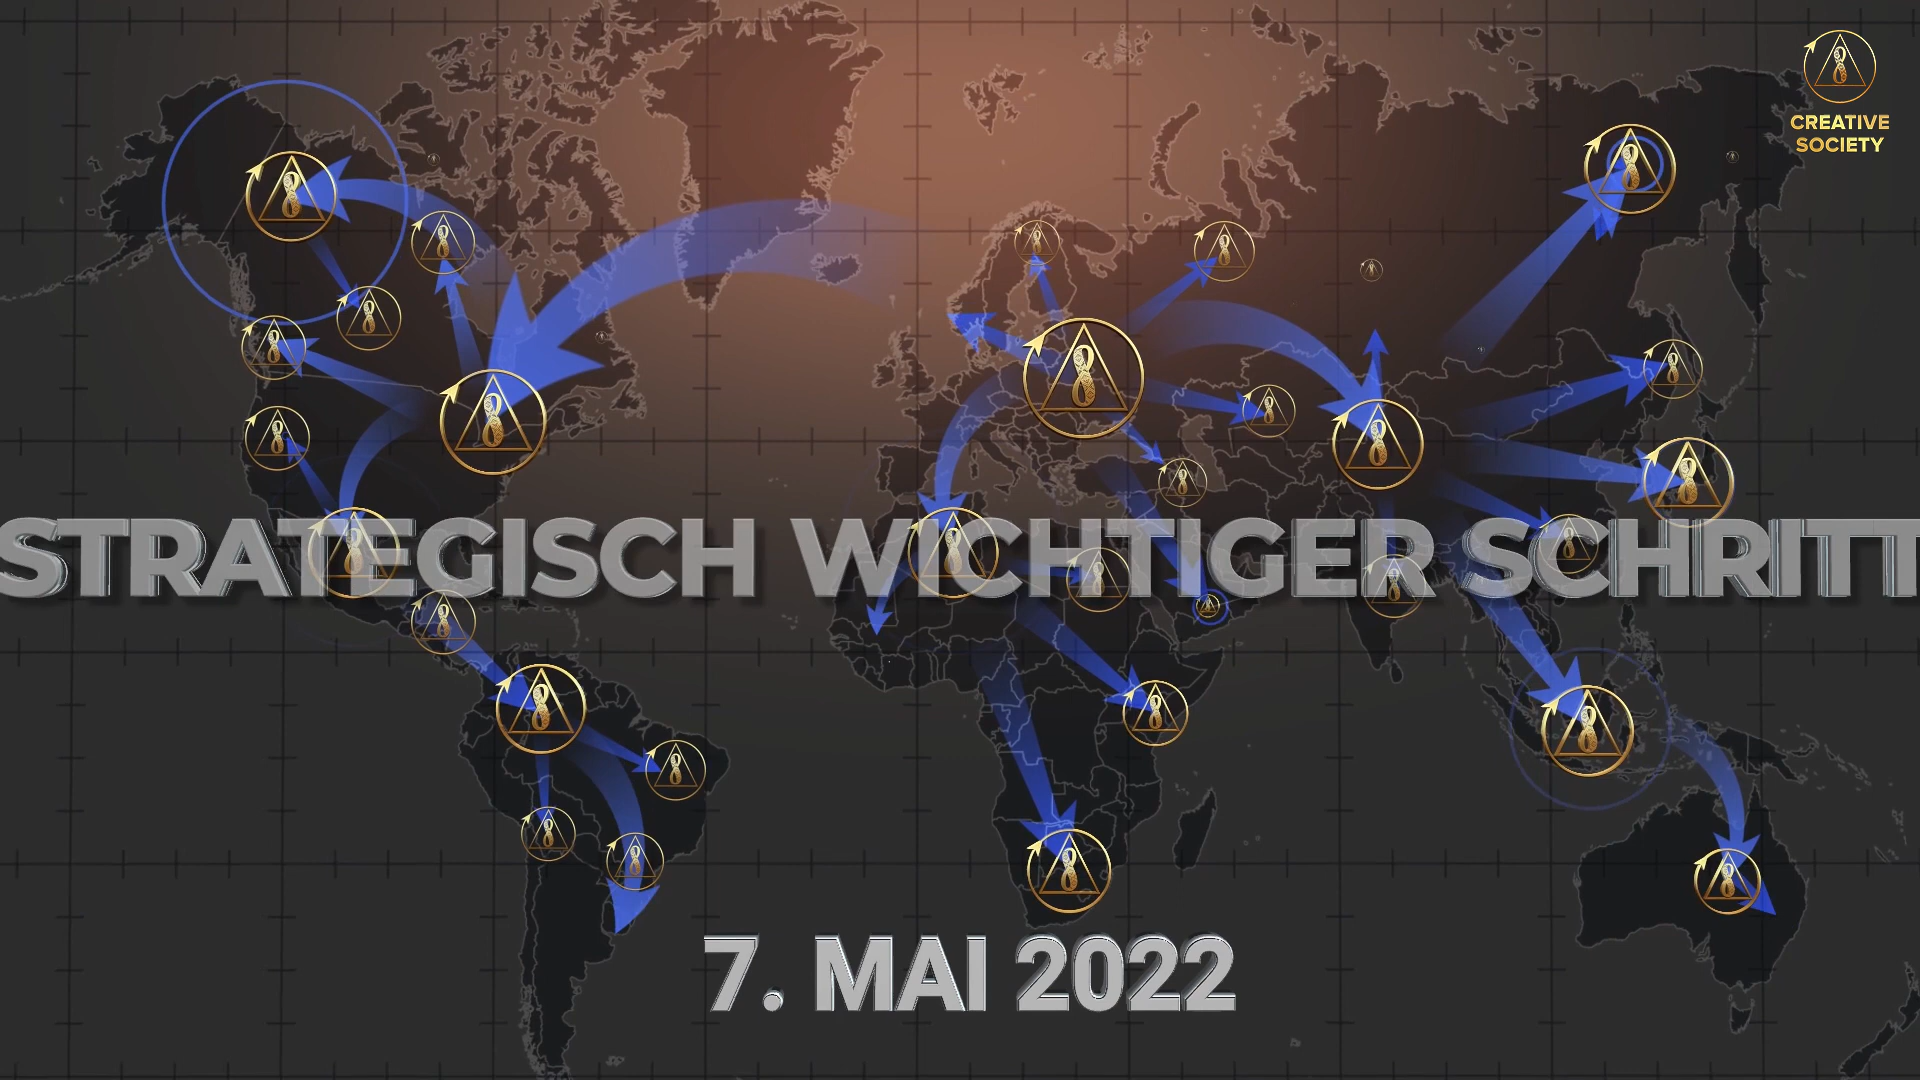 CREATIVE
SOCIETY
STRATEGISCH WICHTIGER SCHRITT
7. MAI 2022